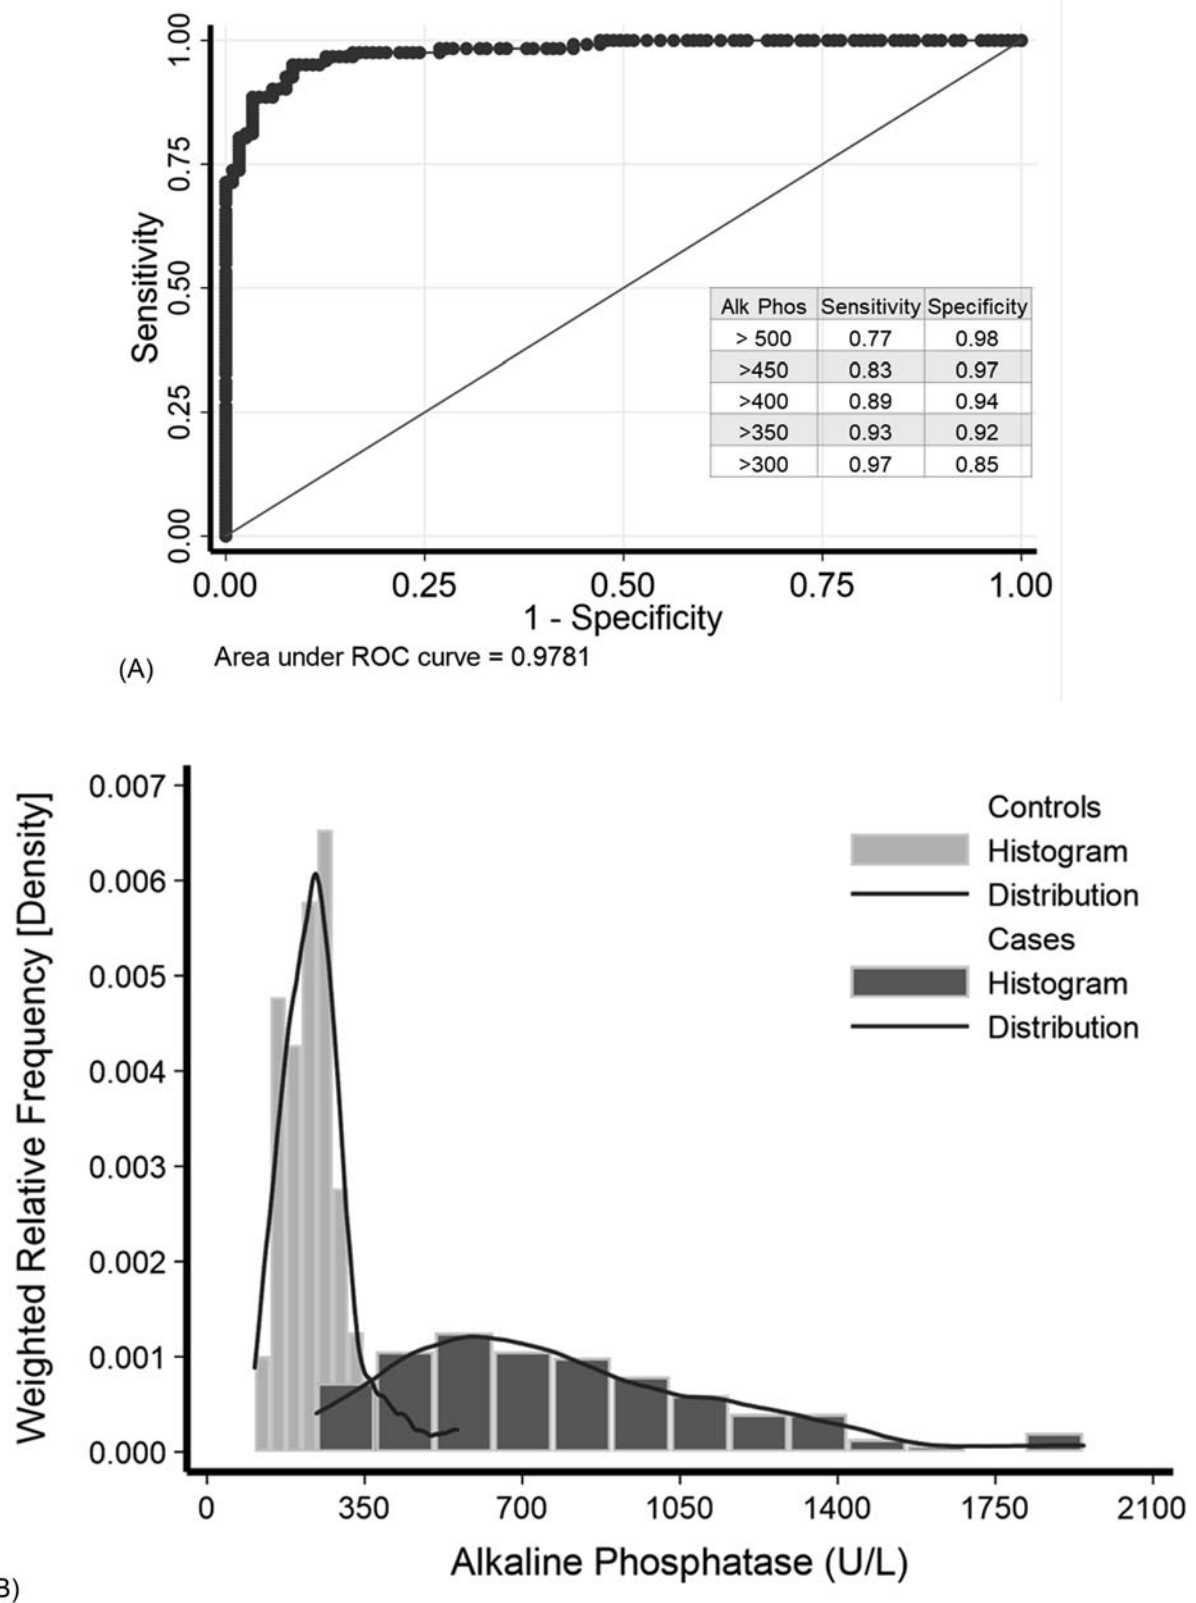 1.00
0.75
0.50
0.25
0.00
Sensitivity
Alk Phos Sensitivity Specificity
> 500 0.77 0.98
>450 0.83 0.97
>400 0.89 0.94
>350 0.93 0.92
>300 0.97 0.85
0.00 0.25 0.50 0.75 1.00
1 - Specificity
Area under ROC curve = 0.9781
(A)
Weighted Relative Frequency [Density]
0.007
0.006
0.005
0.004
0.003
0.002
0.001
0.000
Controls
Histogram
Distribution
Cases
Histogram
Distribution
0 350 700 1050 1400 1750 2100
Alkaline Phosphatase (U/L)
B)